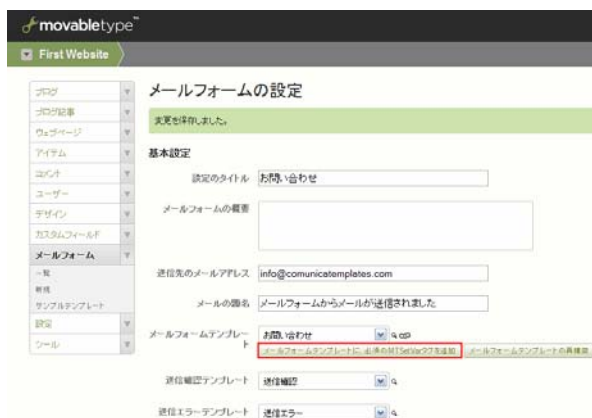 movabletype
First Website
メールフォームの設定
ブログ
ブログ記事
ウェブページ
アイテム
コメント
ユーザー
デザイン
カスタムフィールド
メールフォーム
一覧
新規
サンプルテンプレート
設定
ツール
変更を保存しました。
基本設定
設定のタイトル お問い合わせ
メールフォームの概要
送信先のメールアドレス info@comunicatemplates.com
メールの題名 メールフォームからメールが送信されました
メールフォームテンプレート お問い合わせ
メールフォームテンプレートに、必須のMTSetVarタグを追加 メールフォームテンプレートの再構築
送信確認テンプレート 送信確認
送信エラーテンプレート 送信エラー